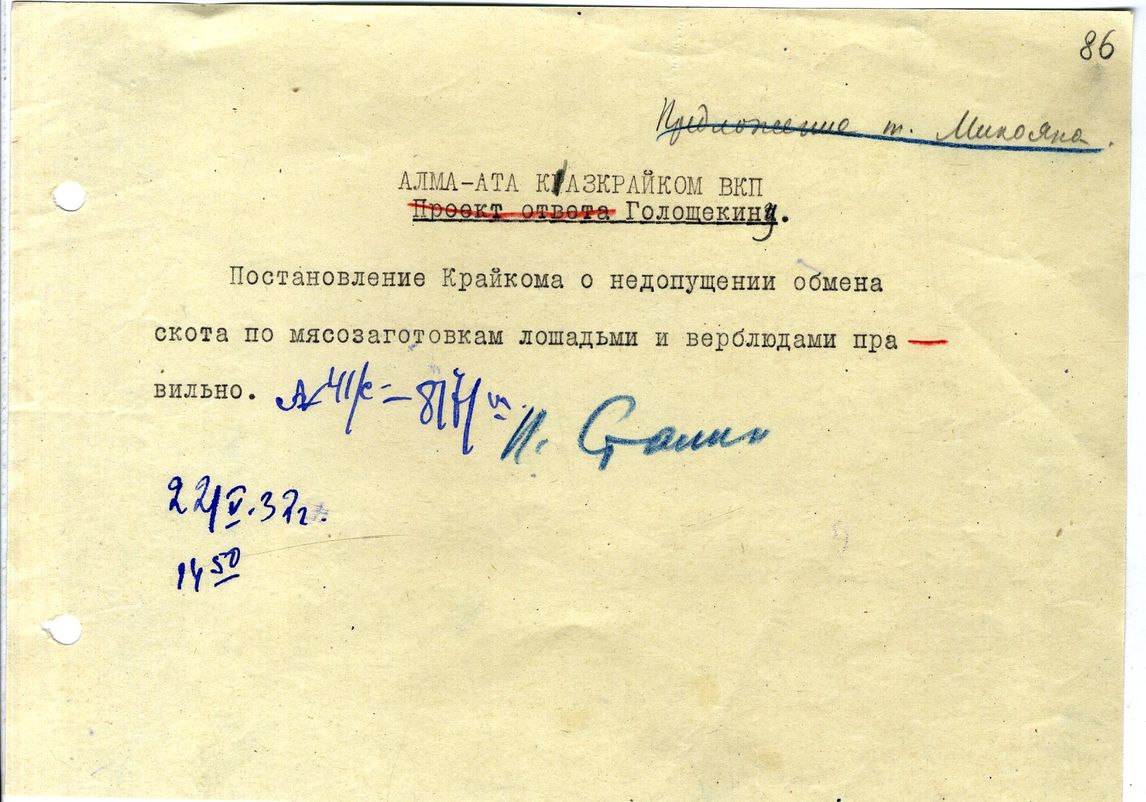 86
Предложение т. Микояна.
АЛМА-АТА КАЗКРАЙКОМ ВКП
Проект ответа Голощекину.
Постановление Крайкома о недопущении обмена
скота по мясозаготовкам лошадьми и верблюдами пра —
вильно.
И. Сталин
22/V.32г.
14 50